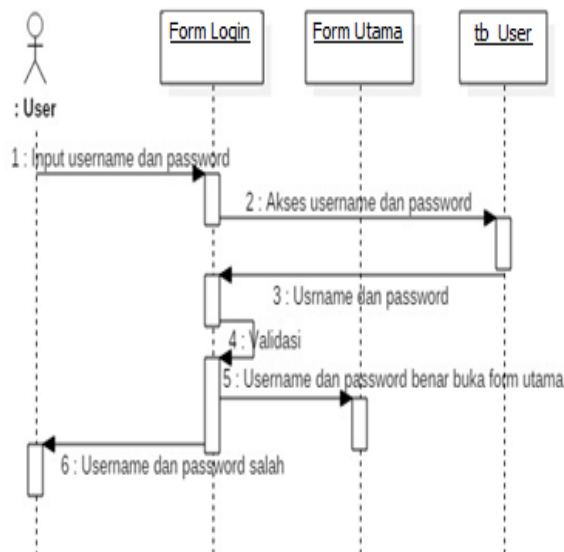 Form Login
Form Utama
tb_User
: User
1 : Input username dan password
2 : Akses username dan password
3 : Usrname dan password
4 : Validasi
5 : Username dan password benar buka form utama
6 : Username dan password salah